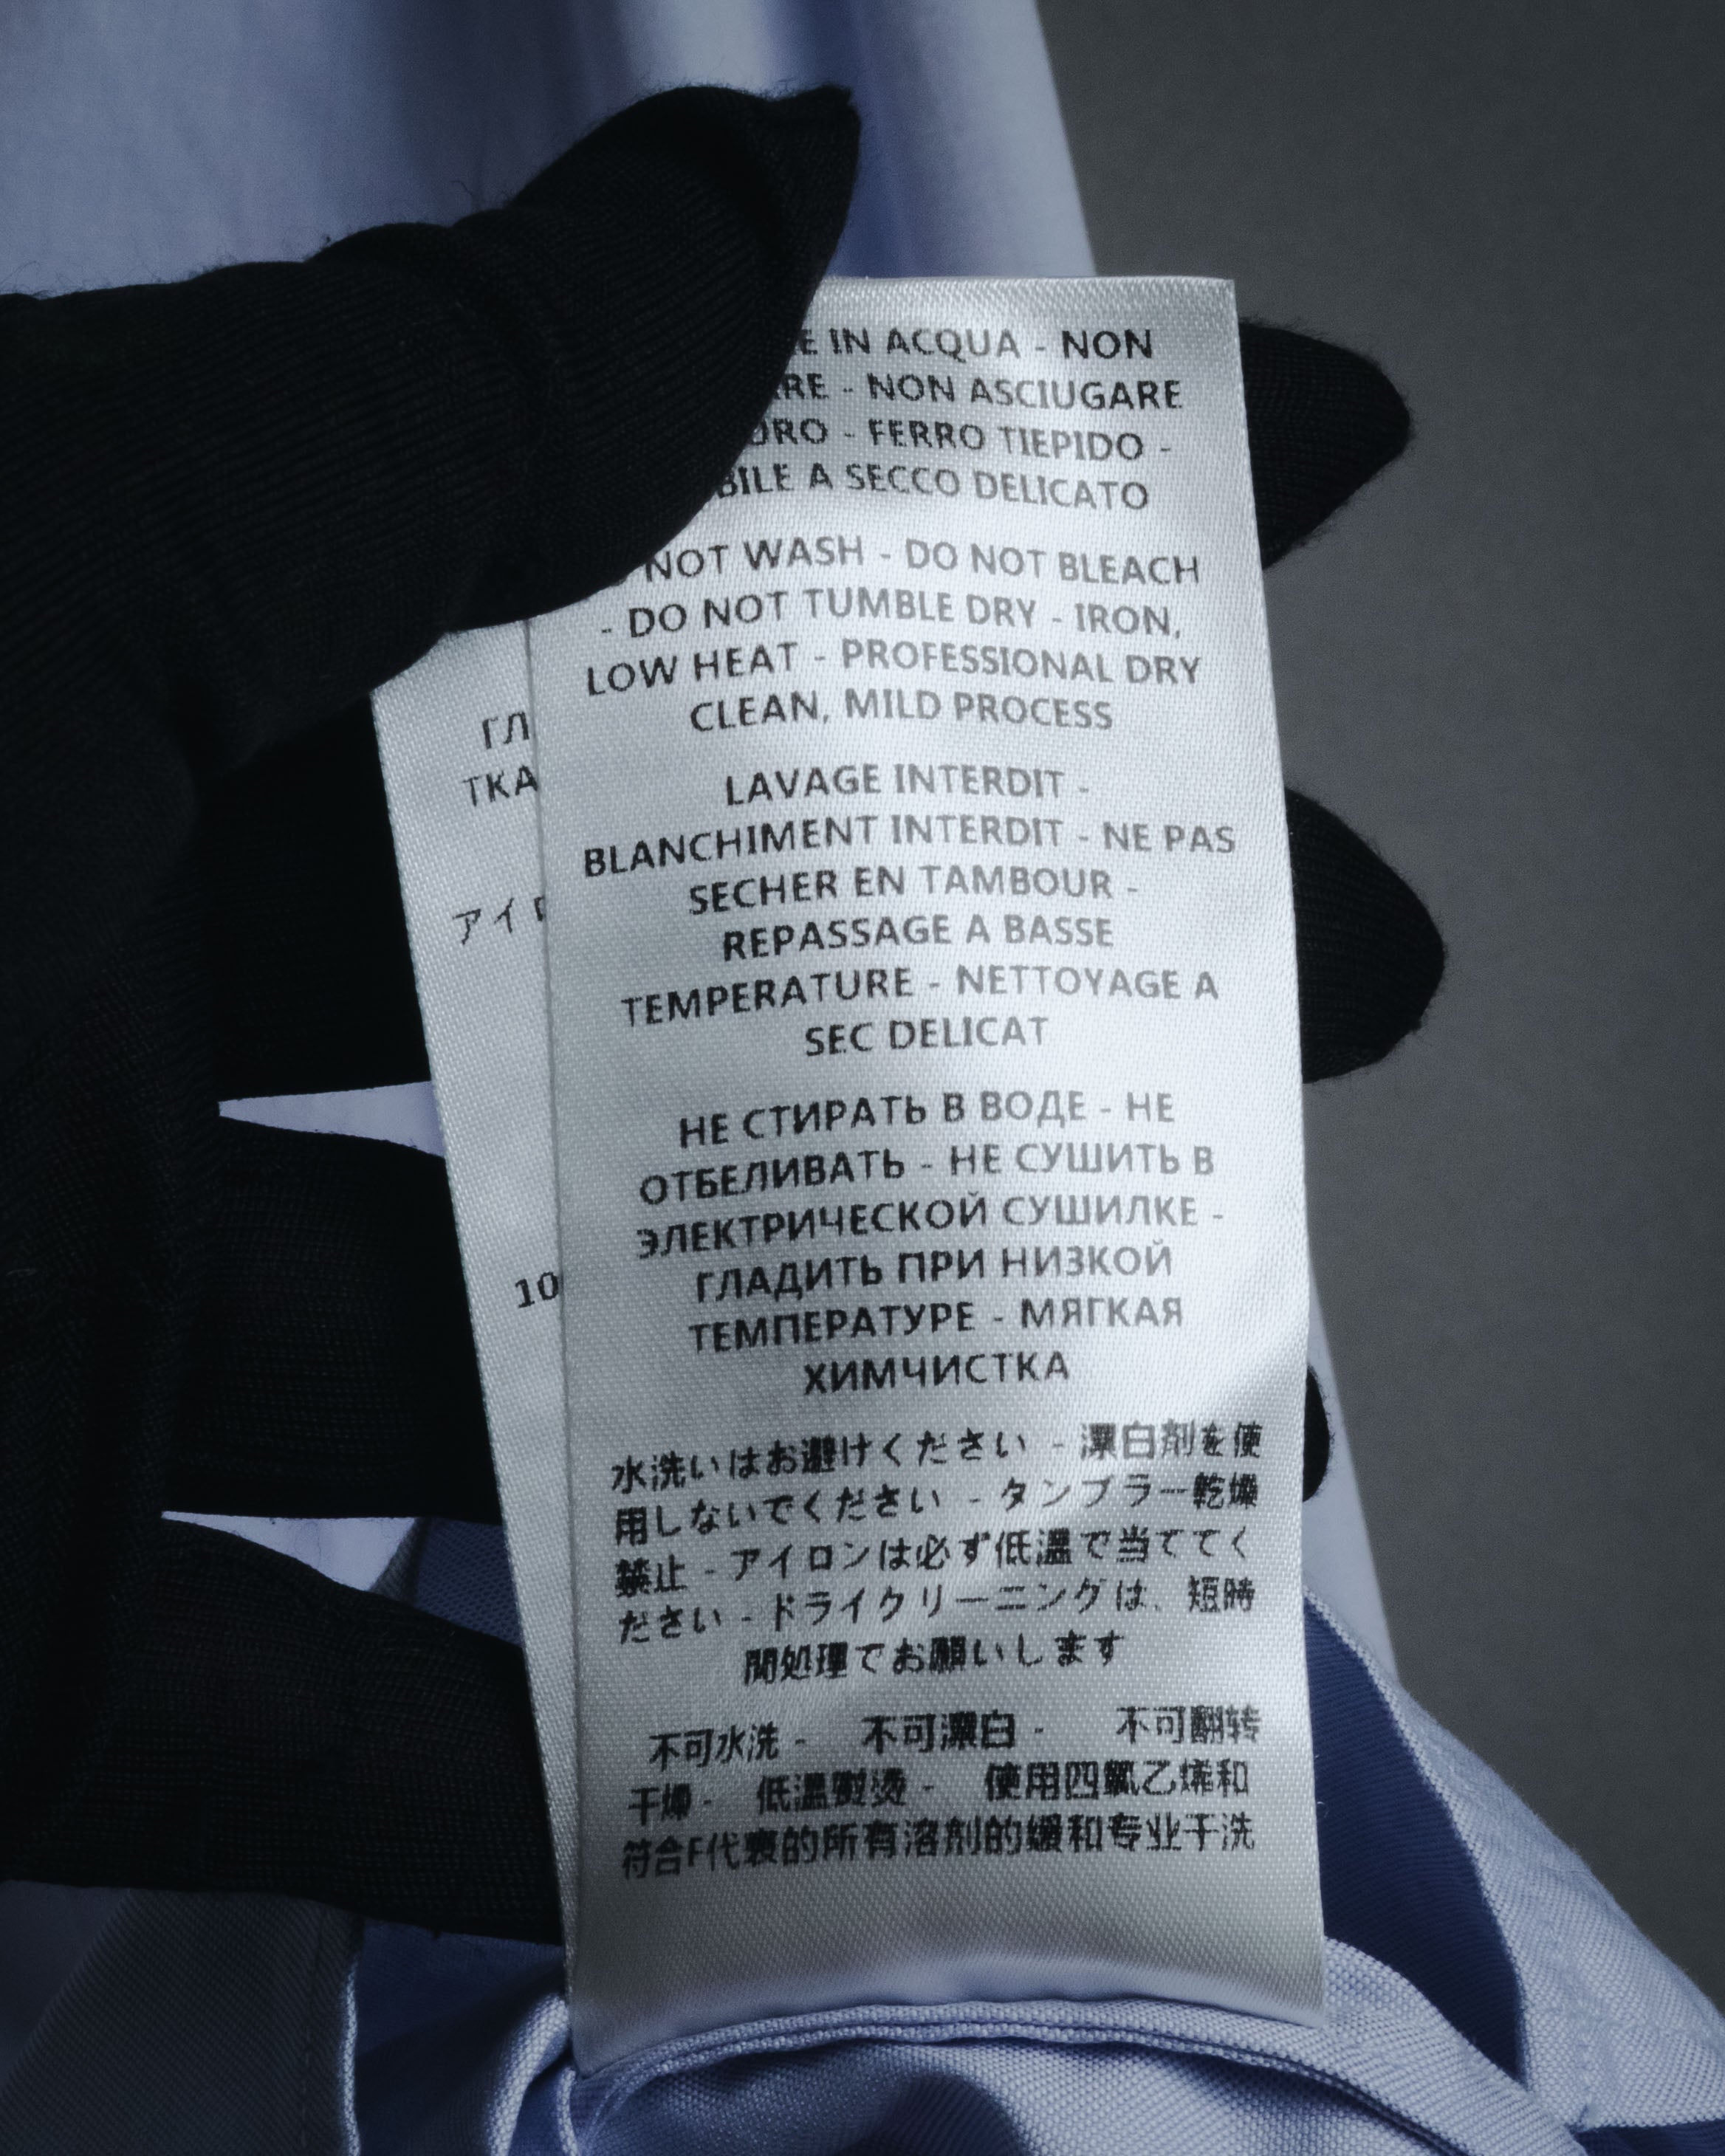 IN ACQUA - NON
- NON ASCIUGARE
- FERRO TIEPIDO -
A SECCO DELICATO
NOT WASH - DO NOT BLEACH
- DO NOT TUMBLE DRY - IRON,
LOW HEAT - PROFESSIONAL DRY
CLEAN, MILD PROCESS
LAVAGE INTERDIT -
BLANCHIMENT INTERDIT - NE PAS
SECHER EN TAMBOUR -
REPASSAGE A BASSE
TEMPERATURE - NETTOYAGE A
SEC DELICAT
НЕ СТИРАТЬ В ВОДЕ - НЕ
ОТБЕЛИВАТЬ - НЕ СУШИТЬ В
ЭЛЕКТРИЧЕСКОЙ СУШИЛКЕ -
ГЛАДИТЬ ПРИ НИЗКОЙ
ТЕМПЕРАТУРЕ - МЯГКАЯ
ХИМЧИСТКА
水洗いはお避けください - 漂白剤を使
用しないでください - タンブラー乾燥
禁止 - アイロンは必ず低温で当ててく
ださい - ドライクリーニングは、短時
間処理でお願いします
不可水洗 - 不可漂白 - 不可翻转
干燥 - 低温熨烫 - 使用四氯乙烯和
符合F代表的所有溶剂的缓和专业干洗